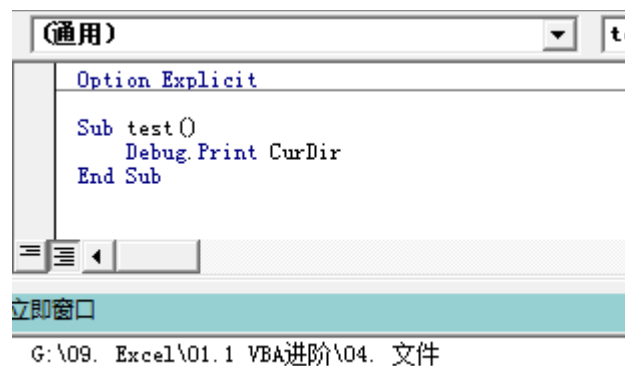 (通用)
Option Explicit
Sub test()
Debug.Print CurDir
End Sub
立即窗口
G:\09. Excel\01.1 VBA进阶\04. 文件